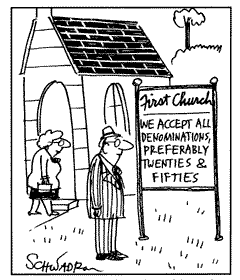 First Church
WE ACCEPT ALL
DENOMINATIONS,
PREFERABLY
TWENTIES &
FIFTIES
SCHWADRON